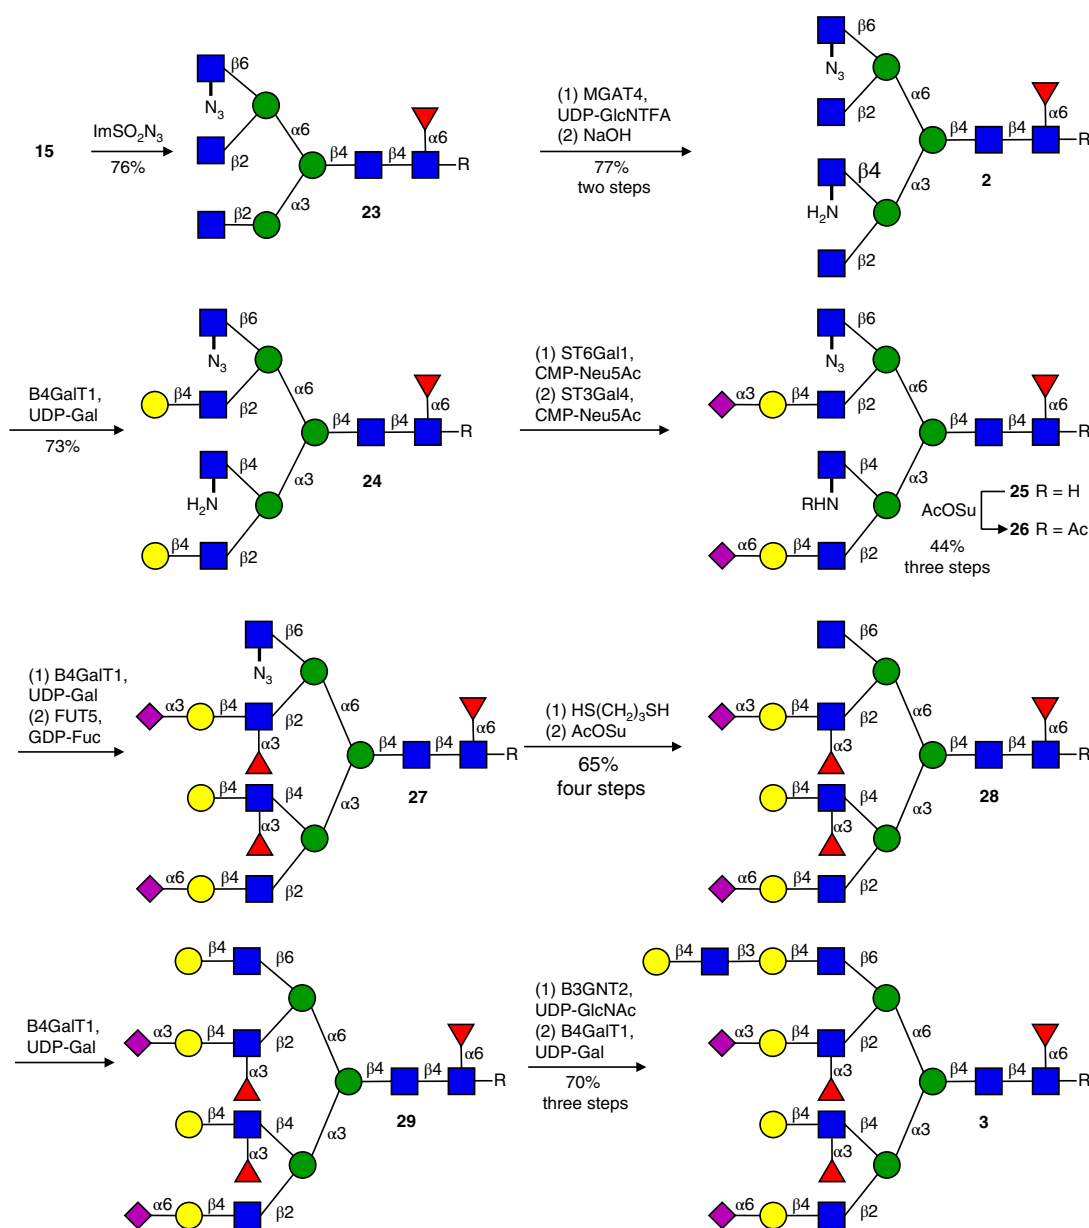 15
ImSO2N3
76%
β6
N3
β2
α6
β2
α3
β4
β4
α6
R
23
(1) MGAT4,
UDP-GlcNTFA
(2) NaOH
77%
two steps
β6
N3
β2
α6
β4
H2N
α3
β2
β4
β4
α6
R
2
B4GalT1,
UDP-Gal
73%
β6
N3
β4
β2
α6
β4
H2N
α3
β4
β2
β4
β4
α6
R
24
(1) ST6Gal1,
CMP-Neu5Ac
(2) ST3Gal4,
CMP-Neu5Ac
β6
N3
α3
β4
β2
α6
β4
RHN
α3
α6
β4
β2
β4
β4
α6
R
25 R = H
AcOSu
26 R = Ac
44%
three steps
(1) B4GalT1,
UDP-Gal
(2) FUT5,
GDP-Fuc
β6
N3
α3
β4
β2
α6
α3
β4
β4
α3
α3
α6
β4
β2
β4
β4
α6
R
27
(1) HS(CH2)3SH
(2) AcOSu
65%
four steps
β6
α3
β4
β2
α6
α3
β4
β4
α3
α3
α6
β4
β2
β4
β4
α6
R
28
B4GalT1,
UDP-Gal
β4
β6
α3
β4
β2
α6
α3
β4
β4
α3
α3
α6
β4
β2
β4
β4
α6
R
29
(1) B3GNT2,
UDP-GlcNAc
(2) B4GalT1,
UDP-Gal
70%
three steps
β4
β3
β4
β6
α3
β4
β2
α6
α3
β4
β4
α3
α3
α6
β4
β2
β4
β4
α6
R
3